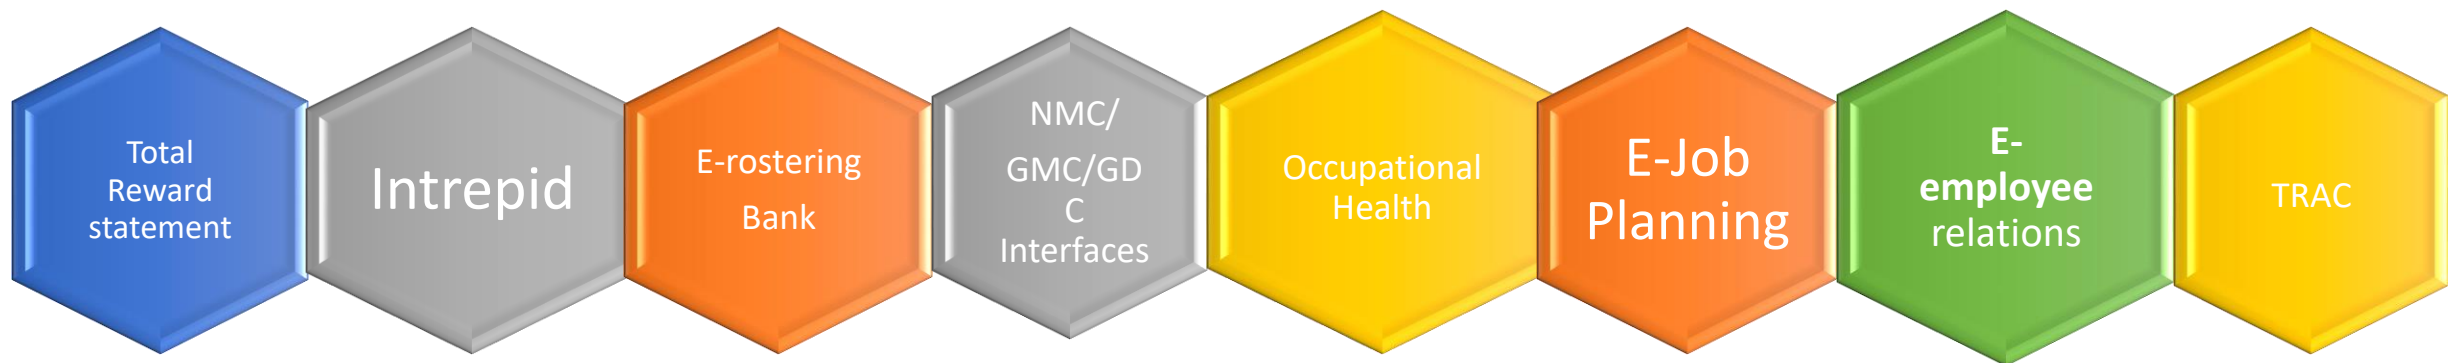 Total
Reward
statement
Intrepid
E-rostering
Bank
NMC/
GMC/GD
C
Interfaces
Occupational
Health
E-Job
Planning
E-
employee
relations
TRAC